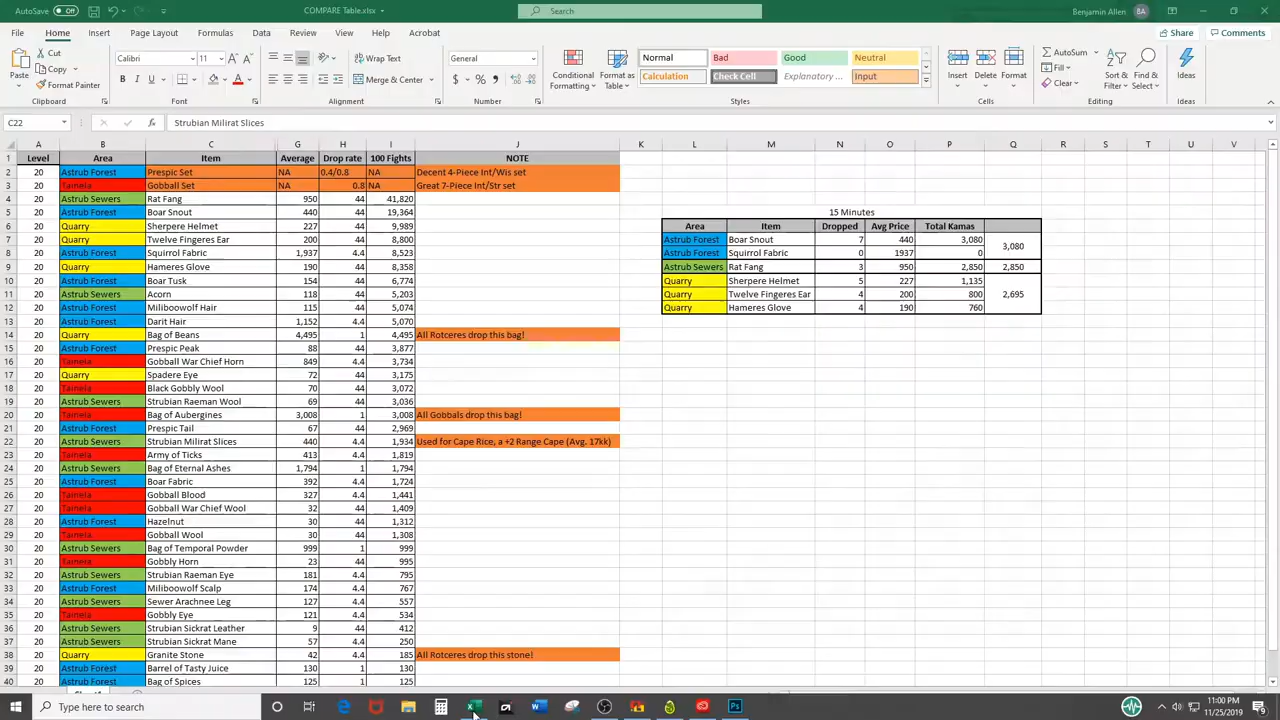 AutoSave Off COMPARE Table.xlsx Search Benjamin Allen BA
File Home Insert Page Layout Formulas Data Review View Help Acrobat Share Comments
Paste Cut Copy Format Painter Calibri 11 Wrap Text Merge & Center General Conditional Formatting Format as Table Normal Bad Good Neutral Calculation Check Cell Explanatory ... Input Insert Delete Format AutoSum Fill Clear Sort & Filter Find & Select Ideas
Clipboard Font Alignment Number Styles Cells Editing Ideas
C22 Strubian Milirat Slices
A B C G H I J K L M N O P Q R S T U V
1 Level Area Item Average Drop rate 100 Fights NOTE
2 20 Astrub Forest Prespic Set NA 0.4/0.8 NA Decent 4-Piece Int/Wis set
3 20 Tainela Gobball Set NA 0.8 NA Great 7-Piece Int/Str set
4 20 Astrub Sewers Rat Fang 950 44 41,820
5 20 Astrub Forest Boar Snout 440 44 19,364 15 Minutes
6 20 Quarry Sherpere Helmet 227 44 9,989 Area Item Dropped Avg Price Total Kamas
7 20 Quarry Twelve Fingeres Ear 200 44 8,800 Astrub Forest Boar Snout 7 440 3,080 3,080
8 20 Astrub Forest Squirrol Fabric 1,937 4.4 8,523 Astrub Forest Squirrol Fabric 0 1937 0
9 20 Quarry Hameres Glove 190 44 8,358 Astrub Sewers Rat Fang 3 950 2,850 2,850
10 20 Astrub Forest Boar Tusk 154 44 6,774 Quarry Sherpere Helmet 5 227 1,135 2,695
11 20 Astrub Sewers Acorn 118 44 5,203 Quarry Twelve Fingeres Ear 4 200 800
12 20 Astrub Forest Miliboowolf Hair 115 44 5,074 Quarry Hameres Glove 4 190 760
13 20 Astrub Forest Darit Hair 1,152 4.4 5,070
14 20 Quarry Bag of Beans 4,495 1 4,495 All Rotceres drop this bag!
15 20 Astrub Forest Prespic Peak 88 44 3,877
16 20 Tainela Gobball War Chief Horn 849 4.4 3,734
17 20 Quarry Spadere Eye 72 44 3,175
18 20 Tainela Black Gobbly Wool 70 44 3,072
19 20 Astrub Sewers Strubian Raeman Wool 69 44 3,036
20 20 Tainela Bag of Aubergines 3,008 1 3,008 All Gobbals drop this bag!
21 20 Astrub Forest Prespic Tail 67 44 2,969
22 20 Astrub Sewers Strubian Milirat Slices 440 4.4 1,934 Used for Cape Rice, a +2 Range Cape (Avg. 17kk)
23 20 Tainela Army of Ticks 413 4.4 1,819
24 20 Astrub Sewers Bag of Eternal Ashes 1,794 1 1,794
25 20 Astrub Forest Boar Fabric 392 4.4 1,724
26 20 Tainela Gobball Blood 327 4.4 1,441
27 20 Tainela Gobball War Chief Wool 32 44 1,409
28 20 Astrub Forest Hazelnut 30 44 1,312
29 20 Tainela Gobball Wool 30 44 1,308
30 20 Astrub Sewers Bag of Temporal Powder 999 1 999
31 20 Tainela Gobbly Horn 23 44 995
32 20 Astrub Sewers Strubian Raeman Eye 181 4.4 795
33 20 Astrub Forest Miliboowolf Scalp 174 4.4 767
34 20 Astrub Sewers Sewer Arachnee Leg 127 4.4 557
35 20 Tainela Gobbly Eye 121 4.4 534
36 20 Astrub Sewers Strubian Sickrat Leather 9 44 412
37 20 Astrub Sewers Strubian Sickrat Mane 57 4.4 250
38 20 Quarry Granite Stone 42 4.4 185 All Rotceres drop this stone!
39 20 Astrub Forest Barrel of Tasty Juice 130 1 130
40 20 Astrub Forest Bag of Spices 125 1 125
Type here to search 11:00 PM
11/25/2019